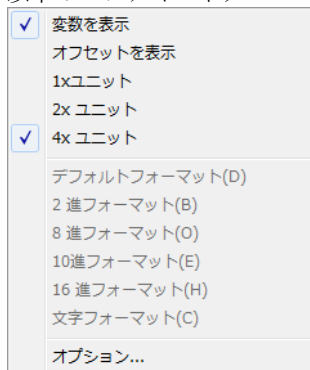 変数を表示
オフセットを表示
1xユニット
2x ユニット
4x ユニット
デフォルトフォーマット(D)
2 進フォーマット(B)
8 進フォーマット(O)
10進フォーマット(E)
16 進フォーマット(H)
文字フォーマット(C)
オプション...